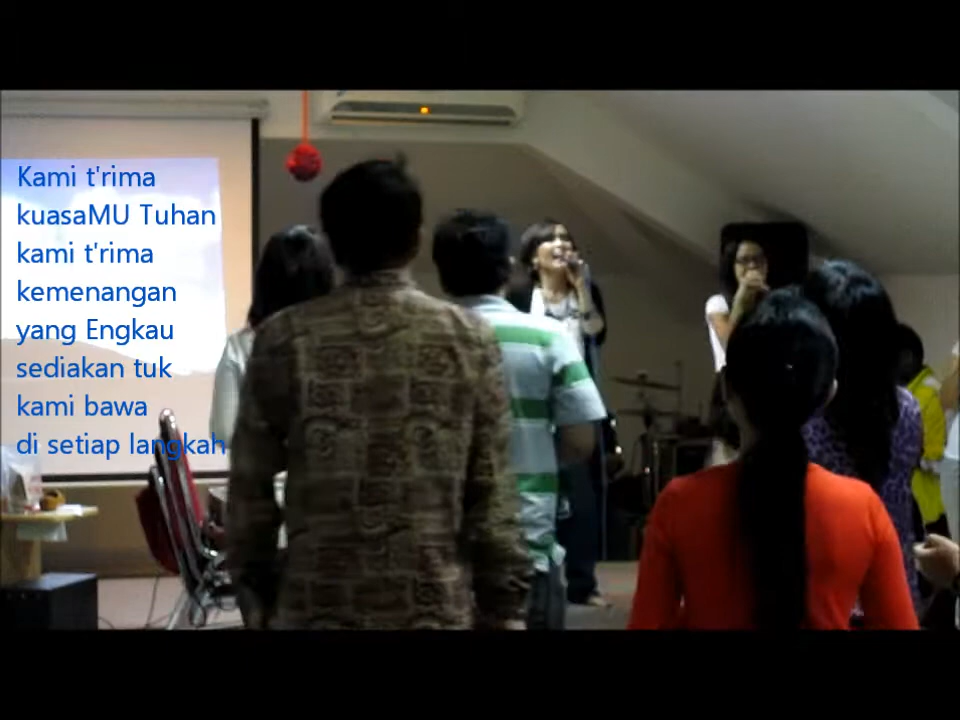 Kami t'rima
kuasaMU Tuhan
kami t'rima
kemenangan
yang Engkau
sediakan tuk
kami bawa
di setiap langkah